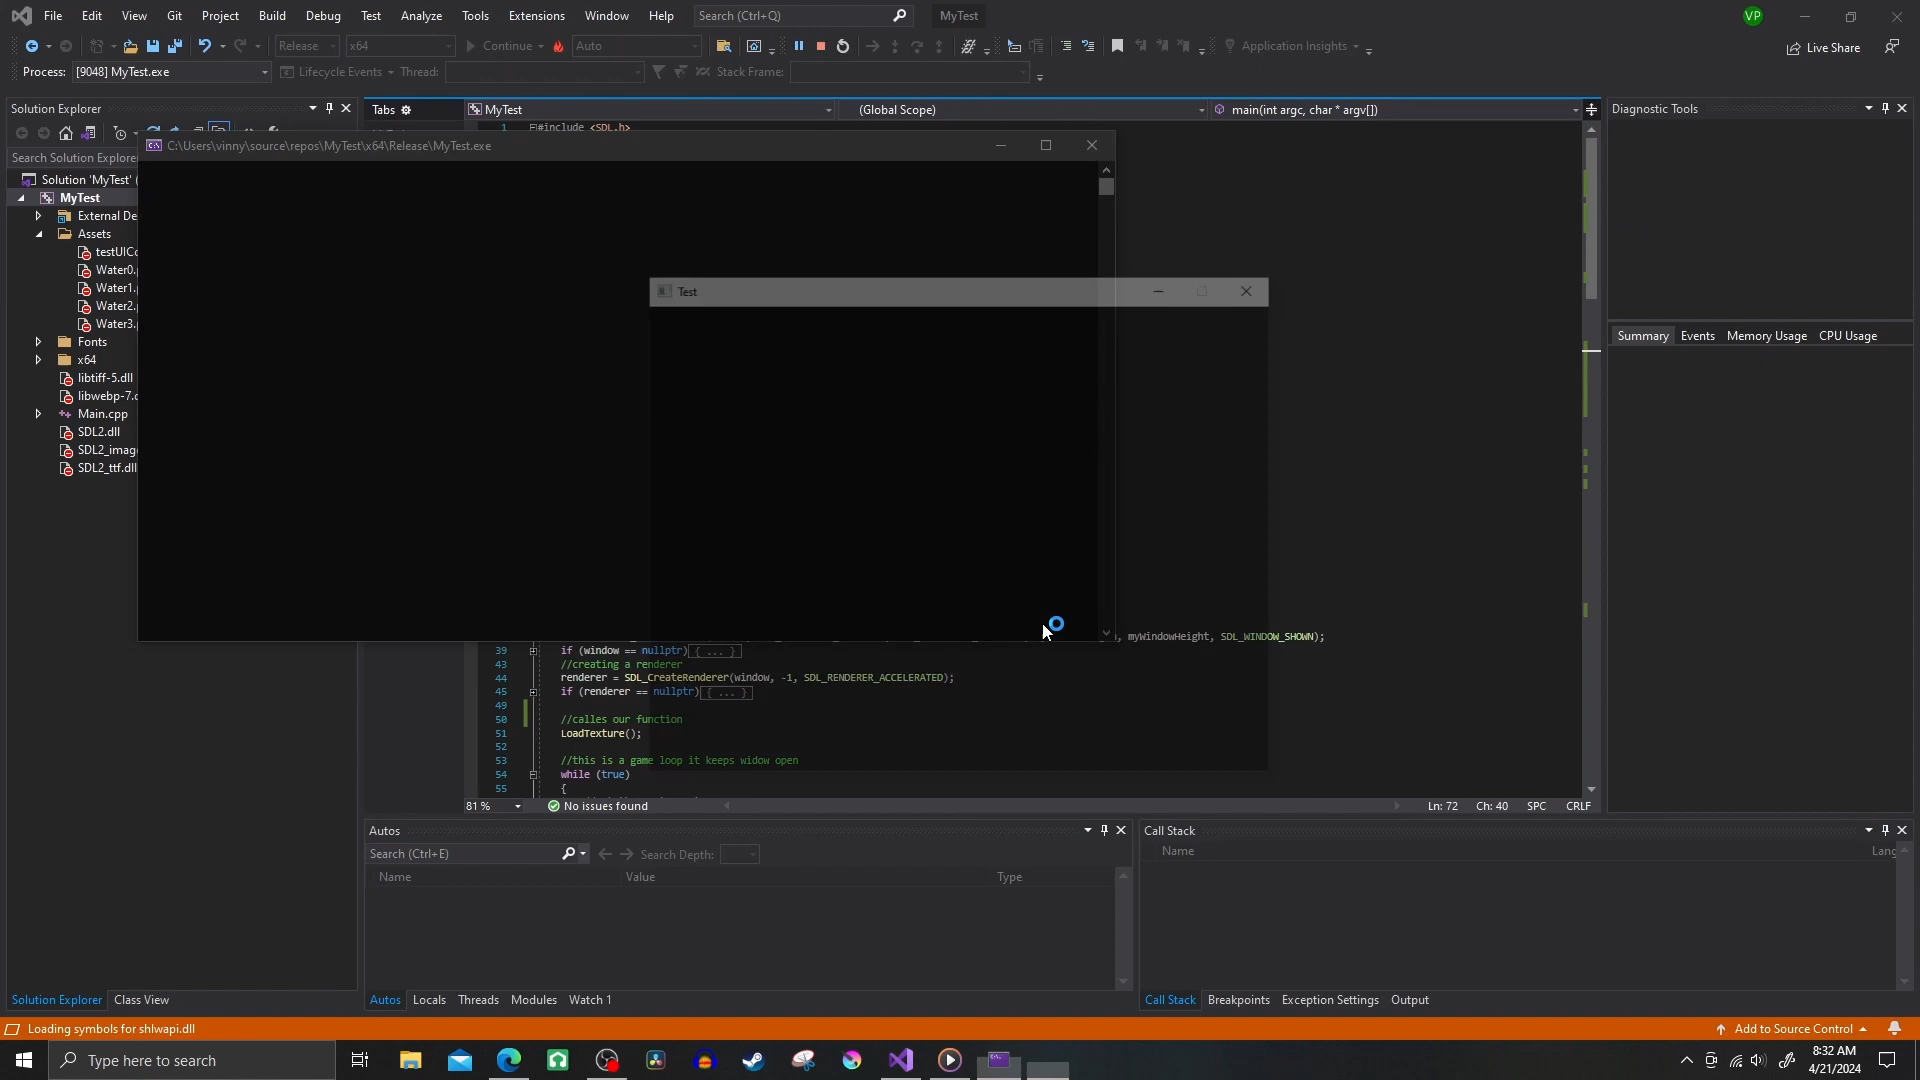 File Edit View Git Project Build Debug Test Analyze Tools Extensions Window Help Search (Ctrl+Q) MyTest VP
Release x64 Continue Auto Application Insights Live Share
Process: [9048] MyTest.exe Lifecycle Events Thread: Stack Frame:
Solution Explorer
Tabs MyTest (Global Scope) main(int argc, char * argv[])
Diagnostic Tools
1 #include <SDL.h>
C:\Users\vinny\source\repos\MyTest\x64\Release\MyTest.exe
Search Solution Explorer
Solution 'MyTest' (
MyTest
External De
Assets
testUICo
Water0.
Water1.
Water2.
Water3.
Fonts
x64
libtiff-5.dll
libwebp-7.d
Main.cpp
SDL2.dll
SDL2_imag
SDL2_ttf.dll
Test
Summary Events Memory Usage CPU Usage
, myWindowHeight, SDL_WINDOW_SHOWN);
39 if (window == nullptr) { ... }
43 //creating a renderer
44 renderer = SDL_CreateRenderer(window, -1, SDL_RENDERER_ACCELERATED);
45 if (renderer == nullptr) { ... }
49
50 //calles our function
51 LoadTexture();
52
53 //this is a game loop it keeps widow open
54 while (true)
55 {
81 % No issues found Ln: 72 Ch: 40 SPC CRLF
Autos
Search (Ctrl+E) Search Depth:
Name Value Type
Call Stack
Name Lang
Solution Explorer Class View
Autos Locals Threads Modules Watch 1
Call Stack Breakpoints Exception Settings Output
Loading symbols for shlwapi.dll
Add to Source Control
Type here to search
8:32 AM
4/21/2024